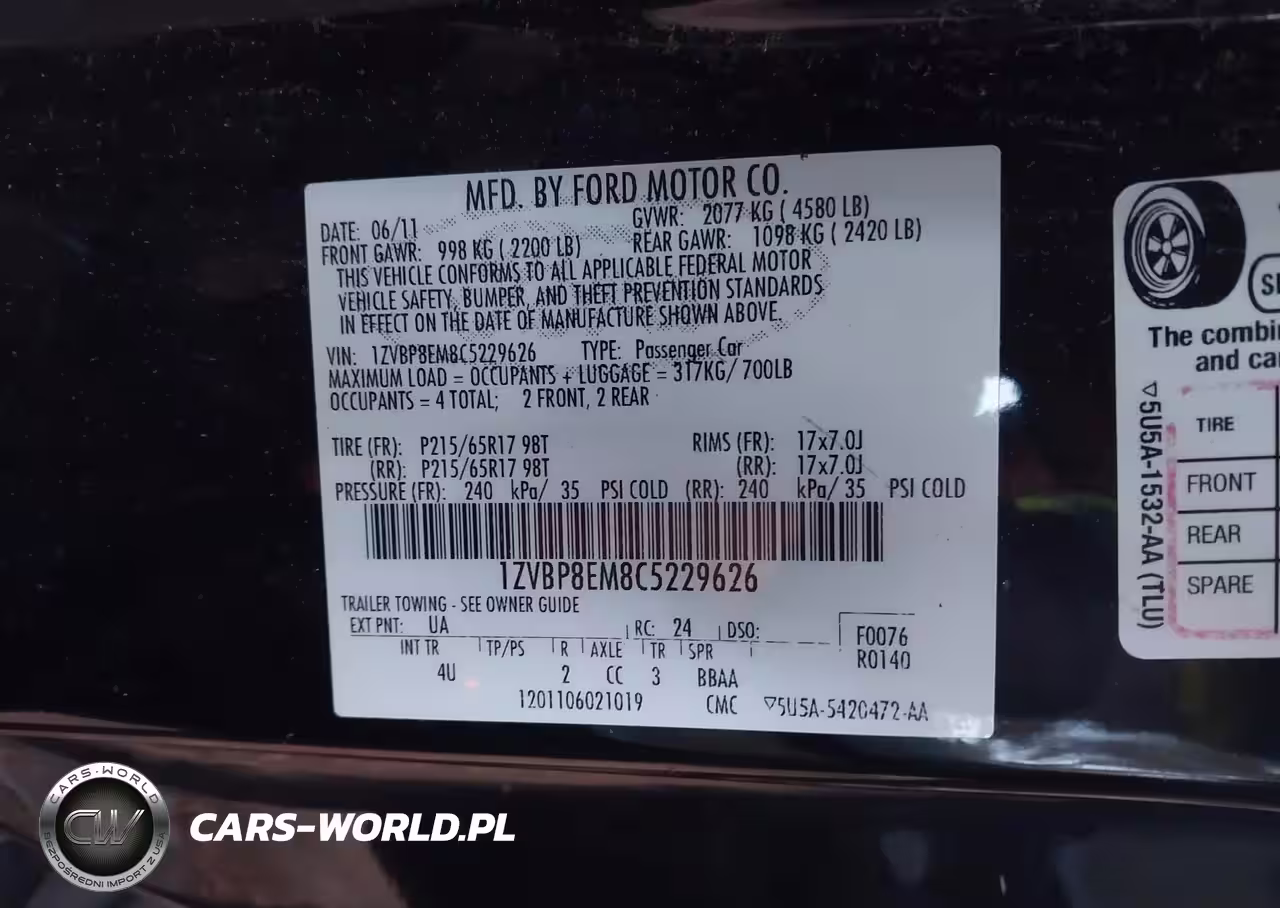 MFD. BY FORD MOTOR CO.
DATE: 06/11
GVWR: 2077 KG ( 4580 LB)
FRONT GAWR: 998 KG ( 2200 LB)
REAR GAWR: 1098 KG ( 2420 LB)
THIS VEHICLE CONFORMS TO ALL APPLICABLE FEDERAL MOTOR
VEHICLE SAFETY, BUMPER, AND THEFT PREVENTION STANDARDS
IN EFFECT ON THE DATE OF MANUFACTURE SHOWN ABOVE.
VIN: 1ZVBP8EM8C5229626 TYPE: Passenger Car
MAXIMUM LOAD = OCCUPANTS + LUGGAGE = 317KG/ 700LB
OCCUPANTS = 4 TOTAL; 2 FRONT, 2 REAR
TIRE (FR): P215/65R17 98T RIMS (FR): 17x7.0J
(RR): P215/65R17 98T (RR): 17x7.0J
PRESSURE (FR): 240 kPa/ 35 PSI COLD (RR): 240 kPa/ 35 PSI COLD
1ZVBP8EM8C5229626
TRAILER TOWING - SEE OWNER GUIDE
EXT PNT: UA RC: 24 DSO: F0076
R0140
INT TR TP/PS R AXLE TR SPR
4U 2 CC 3 BBAA
1201106021019 CMC ▽5U5A-5420472-AA
The combin
and ca
▽5U5A-1532-AA (TLU)
TIRE
FRONT
REAR
SPARE
CARS-WORLD
CW
BEZPOŚREDNI IMPORT Z USA
CARS-WORLD.PL